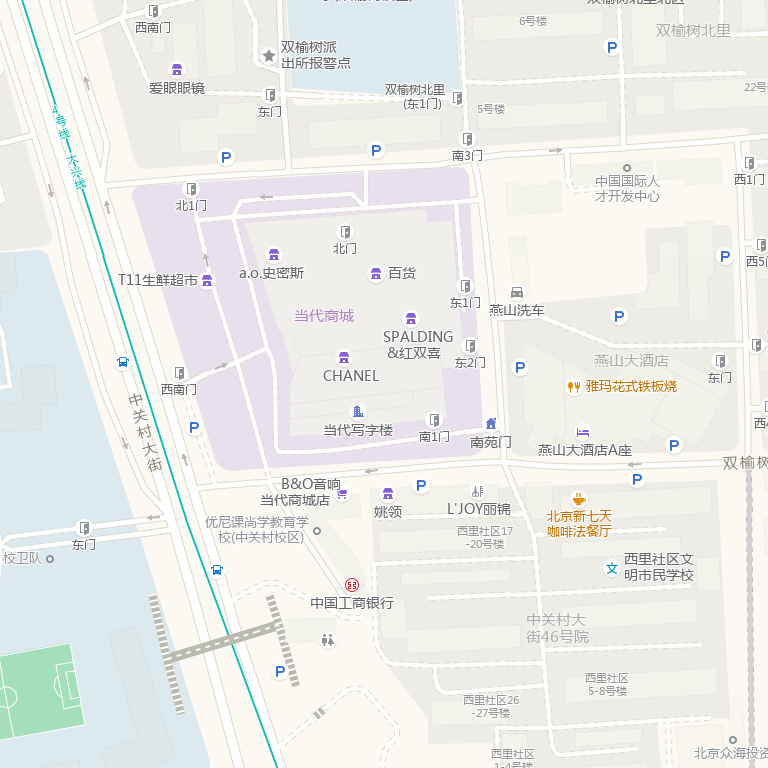 双榆树北里北区
6号楼
双榆树北里
西南门
双榆树派
出所报警点
爱眼眼镜
东门
双榆树北里
(东1门)
5号楼
22号
4号线大兴线
南3门
西1门
中国国际人
才开发中心
北1门
北门
西5门
a.o.史密斯
百货
T11生鲜超市
东1门
燕山洗车
当代商城
SPALDING
&红双喜
东2门
燕山大酒店
CHANEL
东门
西南门
雅玛花式铁板烧
中关村大街
当代写字楼
南1门
南苑门
燕山大酒店A座
双榆树
B&O音响
当代商城店
姚领
L'JOY丽锦
北京新七天
咖啡法餐厅
优尼课尚学教育学
校(中关村校区)
西里社区17
-20号楼
东门
校卫队
西里社区文
明市民学校
中国工商银行
中关村大
街46号院
西里社区
5-8号楼
西里社区26
-27号楼
西里社区
1-4号楼
北京众海投资